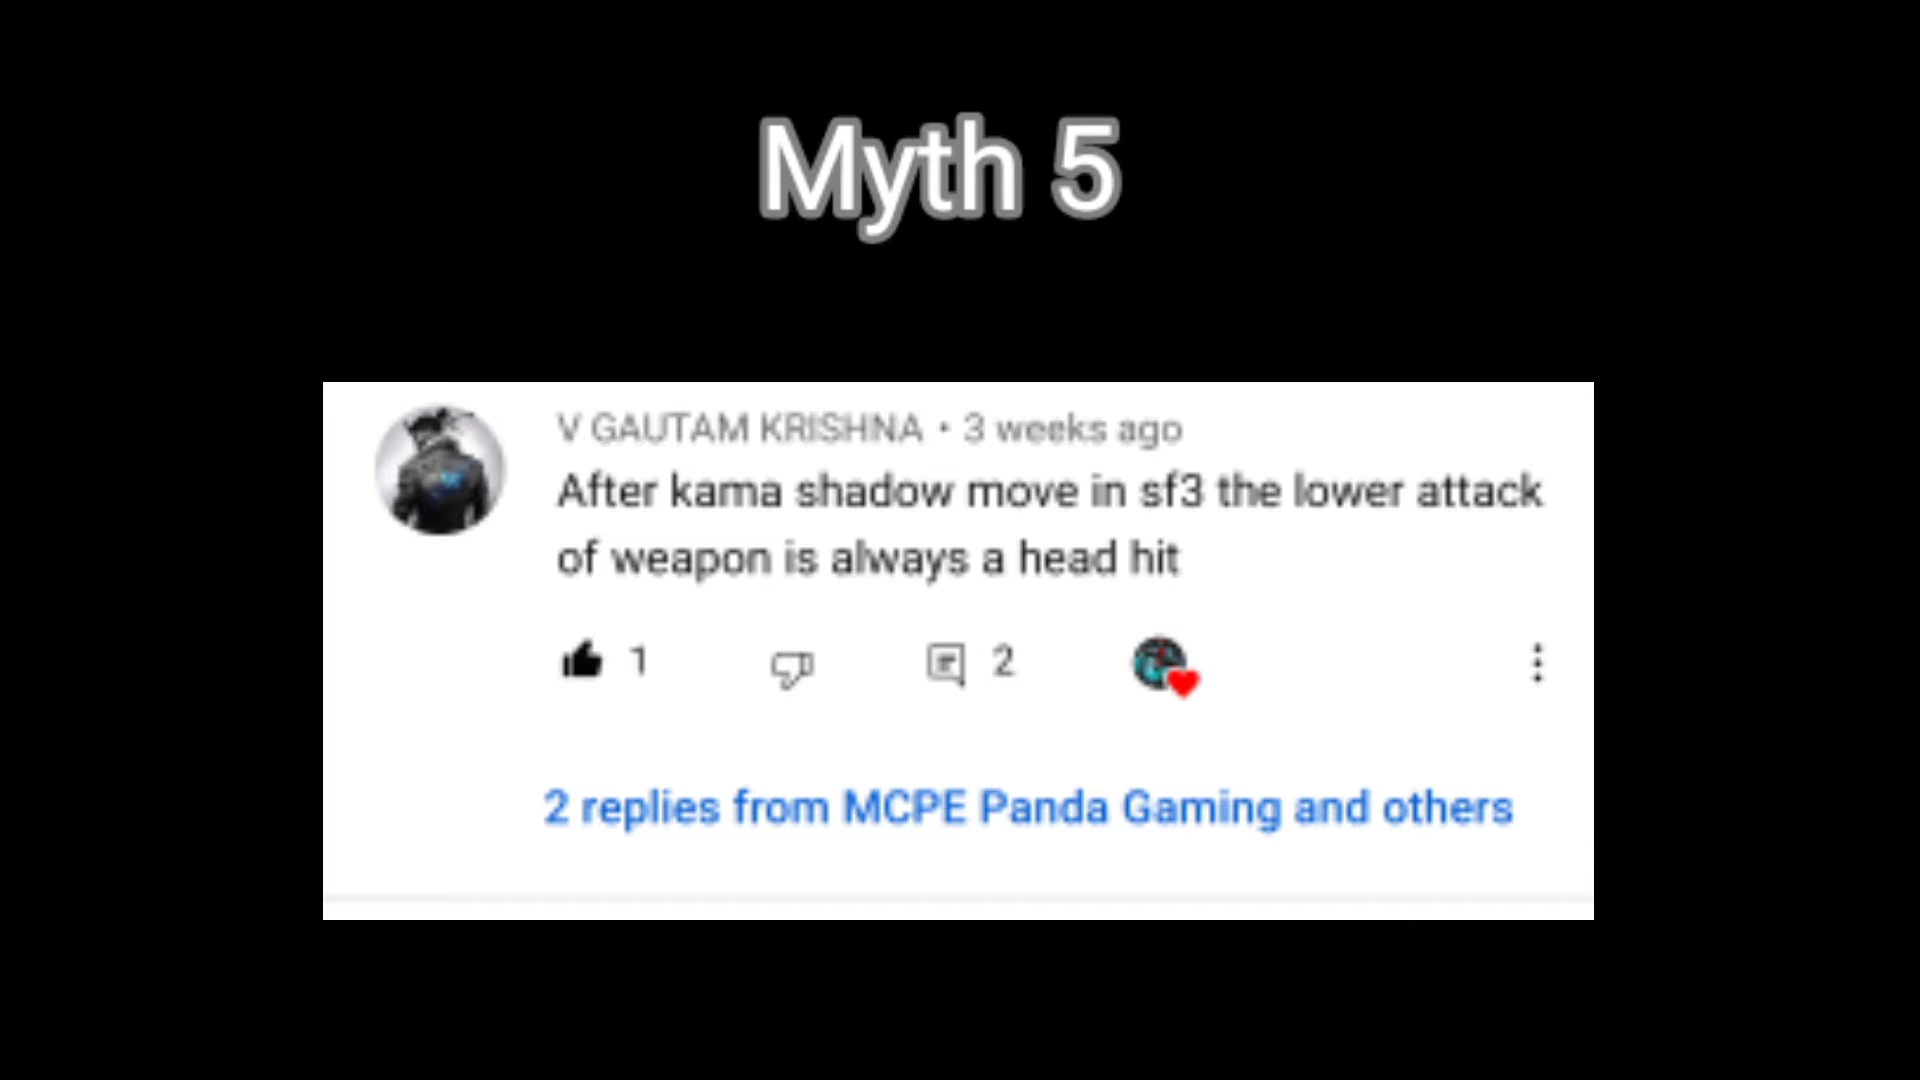 Myth 5
V GAUTAM KRISHNA • 3 weeks ago
After kama shadow move in sf3 the lower attack
of weapon is always a head hit
1 2
2 replies from MCPE Panda Gaming and others